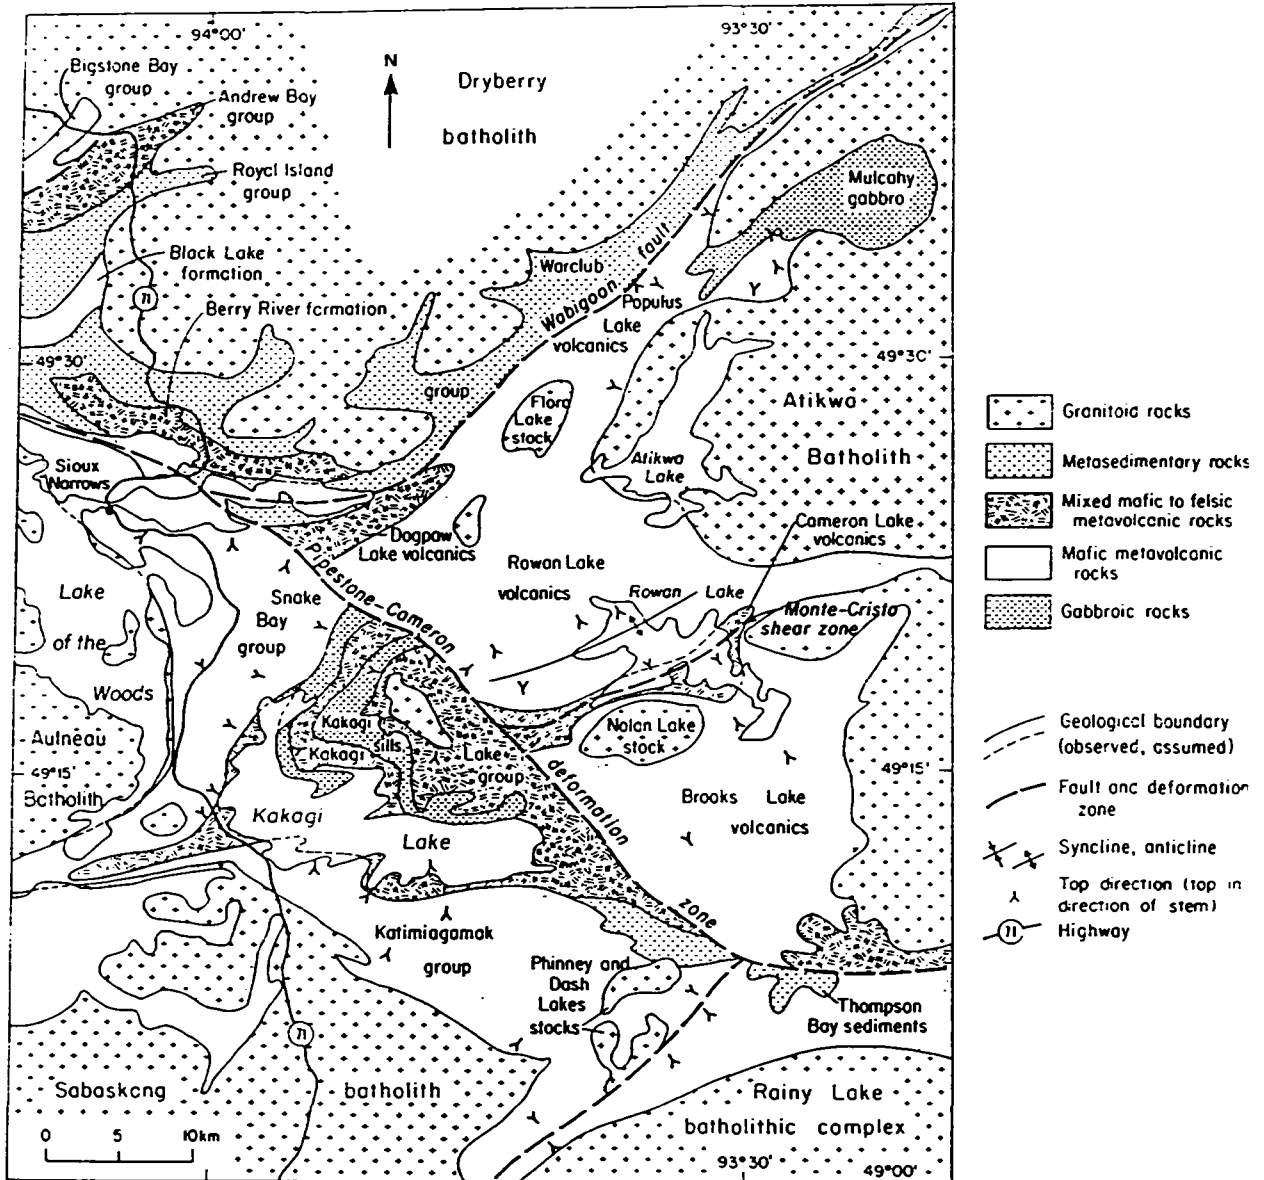 94°00'
93°30'
N
Bigstone Bay
group
Andrew Bay
group
Royal Island
group
Black Lake
formation
71
Berry River formation
Dryberry
batholith
Mulcahy
gabbro
Warclub
group
Wabigoon fault
Populus
Lake
volcanics
49°30'
49°30'
Flora
Lake
stock
Atikwa
Batholith
Atikwa
Lake
Sioux
Narrows
Dogpaw
Lake volcanics
Cameron Lake
volcanics
Rowan Lake
volcanics
Rowan Lake
Monte-Cristo
shear zone
Lake
of the
Woods
Snake
Bay
group
Pipestone-Cameron
deformation
zone
Aulneau
Batholith
49°15'
49°15'
Kakagi
Kakagi
sills
Lake
group
Nolan Lake
stock
Brooks Lake
volcanics
Kakagi
Lake
Katimiagamak
group
Phinney and
Dash
Lakes
stocks
Thompson
Bay sediments
71
Sabaskong
batholith
Rainy Lake
batholithic complex
0 5 10km
93°30'
49°00'
Granitoid rocks
Metasedimentary rocks
Mixed mafic to felsic
metavolcanic rocks
Mafic metavolcanic
rocks
Gabbroic rocks
Geological boundary
(observed, assumed)
Fault and deformation
zone
Syncline, anticline
Top direction (top in
direction of stem)
71
Highway